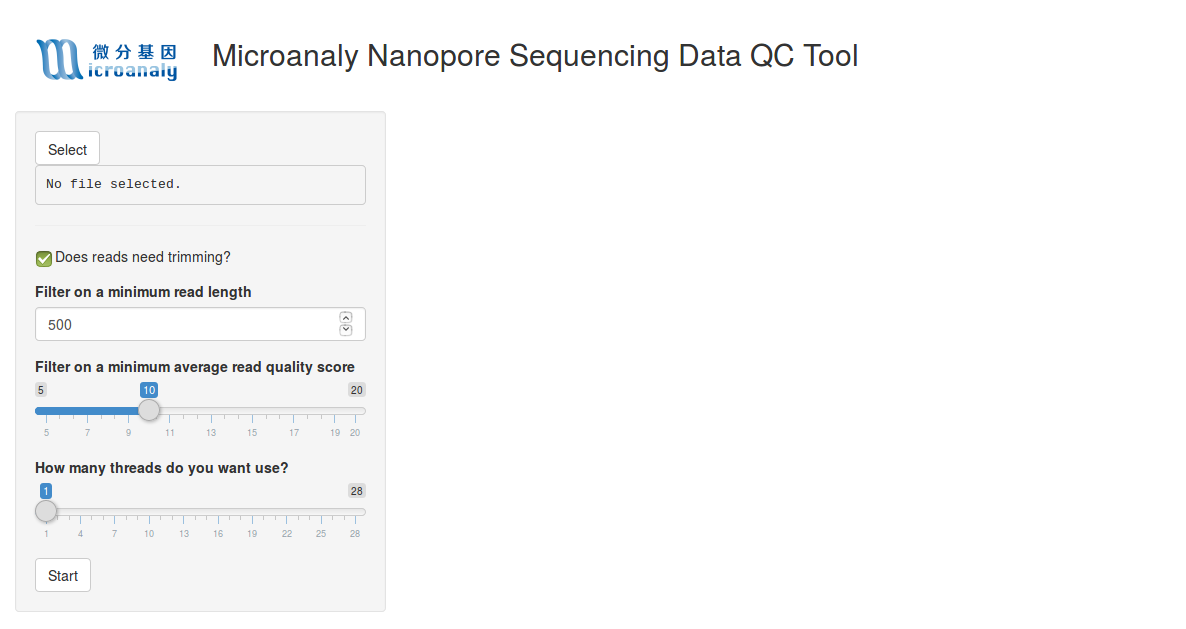 微分基因
icroanaly
Microanaly Nanopore Sequencing Data QC Tool
Select
No file selected.
Does reads need trimming?
Filter on a minimum read length
500
Filter on a minimum average read quality score
5 10 20
5 7 9 11 13 15 17 19 20
How many threads do you want use?
1 28
1 4 7 10 13 16 19 22 25 28
Start